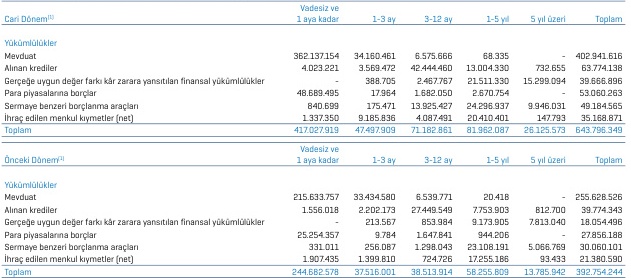 Cari Dönem(1) Vadesiz ve 1 aya kadar 1-3 ay 3-12 ay 1-5 yıl 5 yıl üzeri Toplam
Yükümlülükler
Mevduat 362.137.154 34.160.461 6.575.666 68.335 - 402.941.616
Alınan krediler 4.023.221 3.569.472 42.444.460 13.004.330 732.655 63.774.138
Gerçeğe uygun değer farkı kâr zarara yansıtılan finansal yükümlülükler - 388.705 2.467.767 21.511.330 15.299.094 39.666.896
Para piyasalarına borçlar 48.689.495 17.964 1.682.050 2.670.754 - 53.060.263
Sermaye benzeri borçlanma araçları 840.699 175.471 13.925.427 24.296.937 9.946.031 49.184.565
İhraç edilen menkul kıymetler (net) 1.337.350 9.185.836 4.087.491 20.410.401 147.793 35.168.871
Toplam 417.027.919 47.497.909 71.182.861 81.962.087 26.125.573 643.796.349
Önceki Dönem(1) Vadesiz ve 1 aya kadar 1-3 ay 3-12 ay 1-5 yıl 5 yıl üzeri Toplam
Yükümlülükler
Mevduat 215.633.757 33.434.580 6.539.771 20.418 - 255.628.526
Alınan krediler 1.556.018 2.202.173 27.449.549 7.753.903 812.700 39.774.343
Gerçeğe uygun değer farkı kâr zarara yansıtılan finansal yükümlülükler - 213.567 853.984 9.173.905 7.813.040 18.054.496
Para piyasalarına borçlar 25.254.357 9.784 1.647.841 944.206 - 27.856.188
Sermaye benzeri borçlanma araçları 331.011 256.087 1.298.043 23.108.191 5.066.769 30.060.101
İhraç edilen menkul kıymetler (net) 1.907.435 1.399.810 724.726 17.255.186 93.433 21.380.590
Toplam 244.682.578 37.516.001 38.513.914 58.255.809 13.785.942 392.754.244